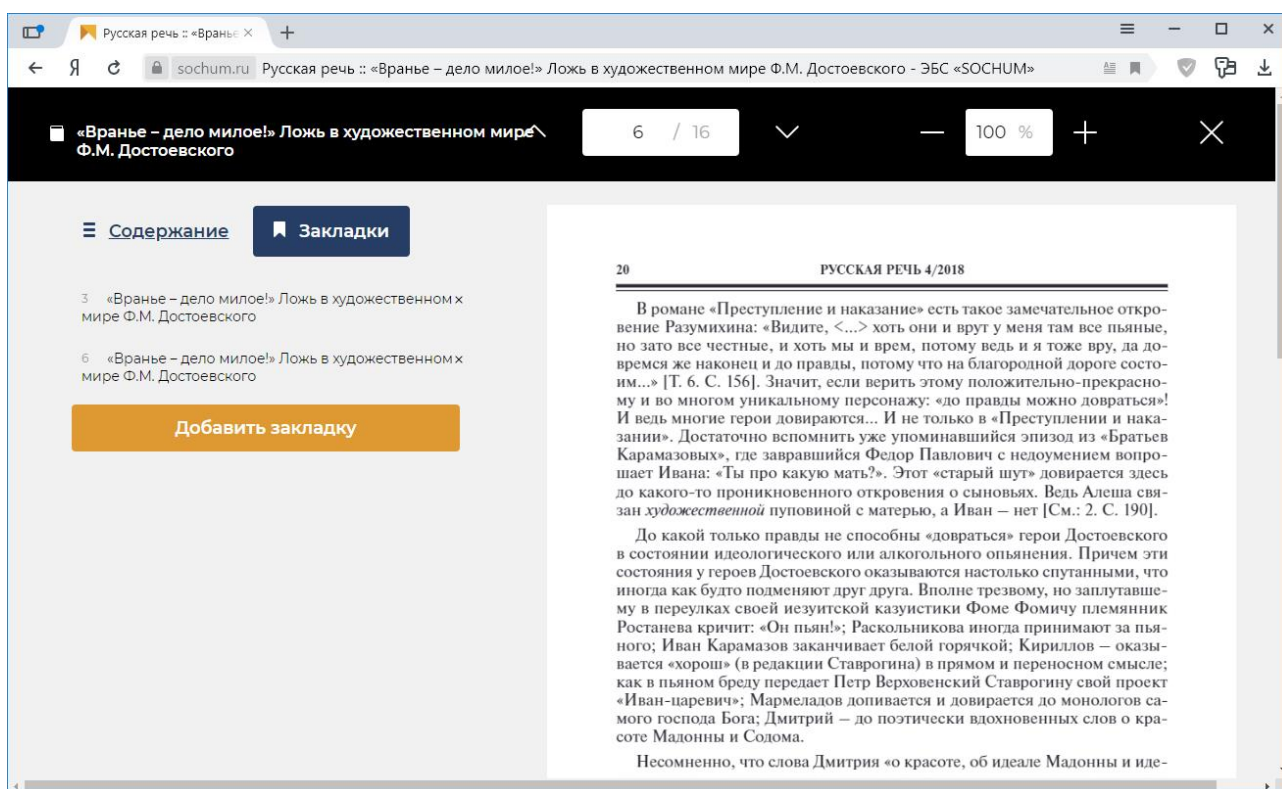 Русская речь :: «Вранье
sochum.ru Русская речь :: «Вранье – дело милое!» Ложь в художественном мире Ф.М. Достоевского - ЭБС «SOCHUM»
«Вранье – дело милое!» Ложь в художественном мире
Ф.М. Достоевского
6 / 16
100 %
Содержание
Закладки
3 «Вранье – дело милое!» Ложь в художественном ×
мире Ф.М. Достоевского
6 «Вранье – дело милое!» Ложь в художественном ×
мире Ф.М. Достоевского
Добавить закладку
20 РУССКАЯ РЕЧЬ 4/2018
В романе «Преступление и наказание» есть такое замечательное откро-
вение Разумихина: «Видите, <...> хоть они и врут у меня там все пьяные,
но зато все честные, и хоть мы и врем, потому ведь и я тоже вру, да до-
времся же наконец и до правды, потому что на благородной дороге состо-
им...» [Т. 6. С. 156]. Значит, если верить этому положительно-прекрасно-
му и во многом уникальному персонажу: «до правды можно довраться»!
И ведь многие герои довираются... И не только в «Преступлении и нака-
зании». Достаточно вспомнить уже упоминавшийся эпизод из «Братьев
Карамазовых», где завравшийся Федор Павлович с недоумением вопро-
шает Ивана: «Ты про какую мать?». Этот «старый шут» довирается здесь
до какого-то проникновенного откровения о сыновьях. Ведь Алеша свя-
зан художественной пуповиной с матерью, а Иван – нет [См.: 2. С. 190].
До какой только правды не способны «довраться» герои Достоевского
в состоянии идеологического или алкогольного опьянения. Причем эти
состояния у героев Достоевского оказываются настолько спутанными, что
иногда как будто подменяют друг друга. Вполне трезвому, но заплутавше-
му в переулках своей иезуитской казуистики Фоме Фомичу племянник
Ростанева кричит: «Он пьян!»; Раскольникова иногда принимают за пья-
ного; Иван Карамазов заканчивает белой горячкой; Кириллов – оказы-
вается «хорош» (в редакции Ставрогина) в прямом и переносном смысле;
как в пьяном бреду передает Петр Верховенский Ставрогину свой проект
«Иван-царевич»; Мармеладов допивается и довирается до монологов са-
мого господа Бога; Дмитрий – до поэтически вдохновенных слов о кра-
соте Мадонны и Содома.
Несомненно, что слова Дмитрия «о красоте, об идеале Мадонны и иде-